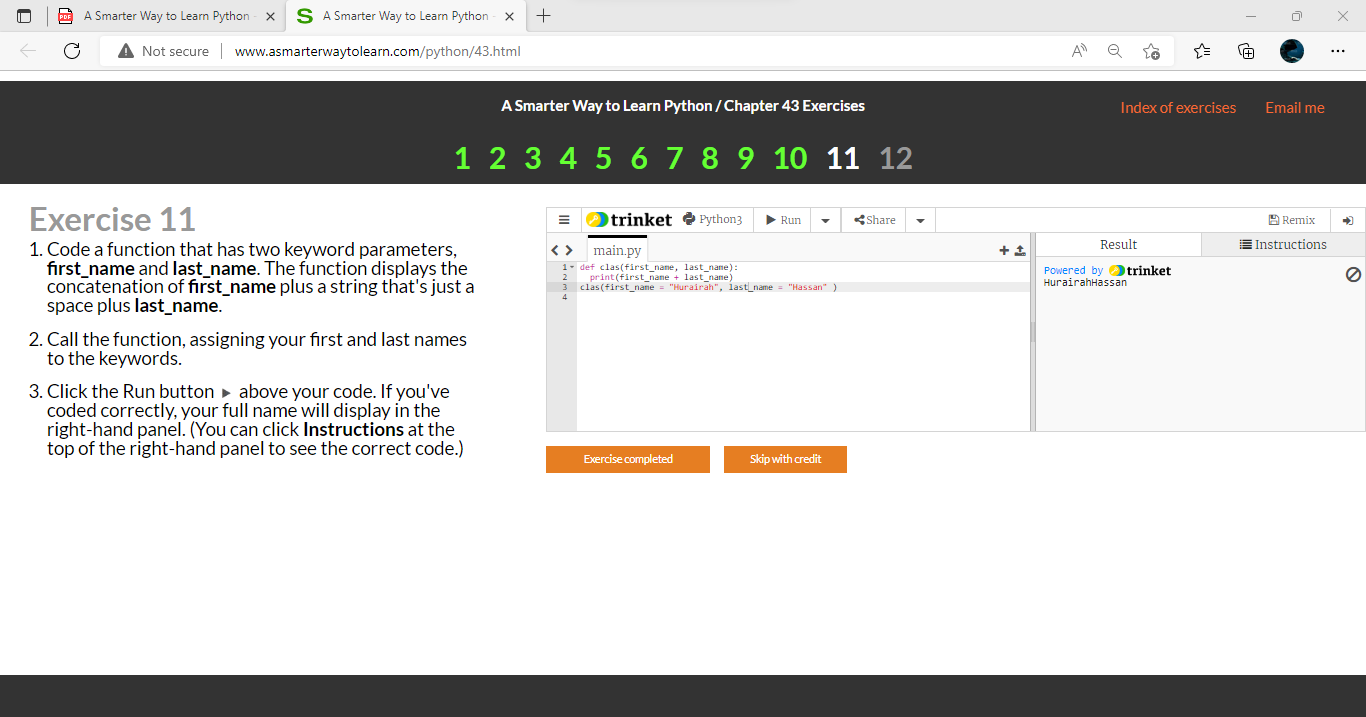 A Smarter Way to Learn Python -
A Smarter Way to Learn Python -
Not secure
www.asmarterwaytolearn.com/python/43.html
A Smarter Way to Learn Python / Chapter 43 Exercises
Index of exercises
Email me
1 2 3 4 5 6 7 8 9 10 11 12
Exercise 11
1. Code a function that has two keyword parameters,
first_name and last_name. The function displays the
concatenation of first_name plus a string that's just a
space plus last_name.
2. Call the function, assigning your first and last names
to the keywords.
3. Click the Run button ▶ above your code. If you've
coded correctly, your full name will display in the
right-hand panel. (You can click Instructions at the
top of the right-hand panel to see the correct code.)
trinket
Python3
Run
Share
Remix
main.py
1 def clas(first_name, last_name):
2 print(first_name + last_name)
3 clas(first_name = "Hurairah", last_name = "Hassan" )
4
Result
Instructions
Powered by trinket
HurairahHassan
Exercise completed
Skip with credit